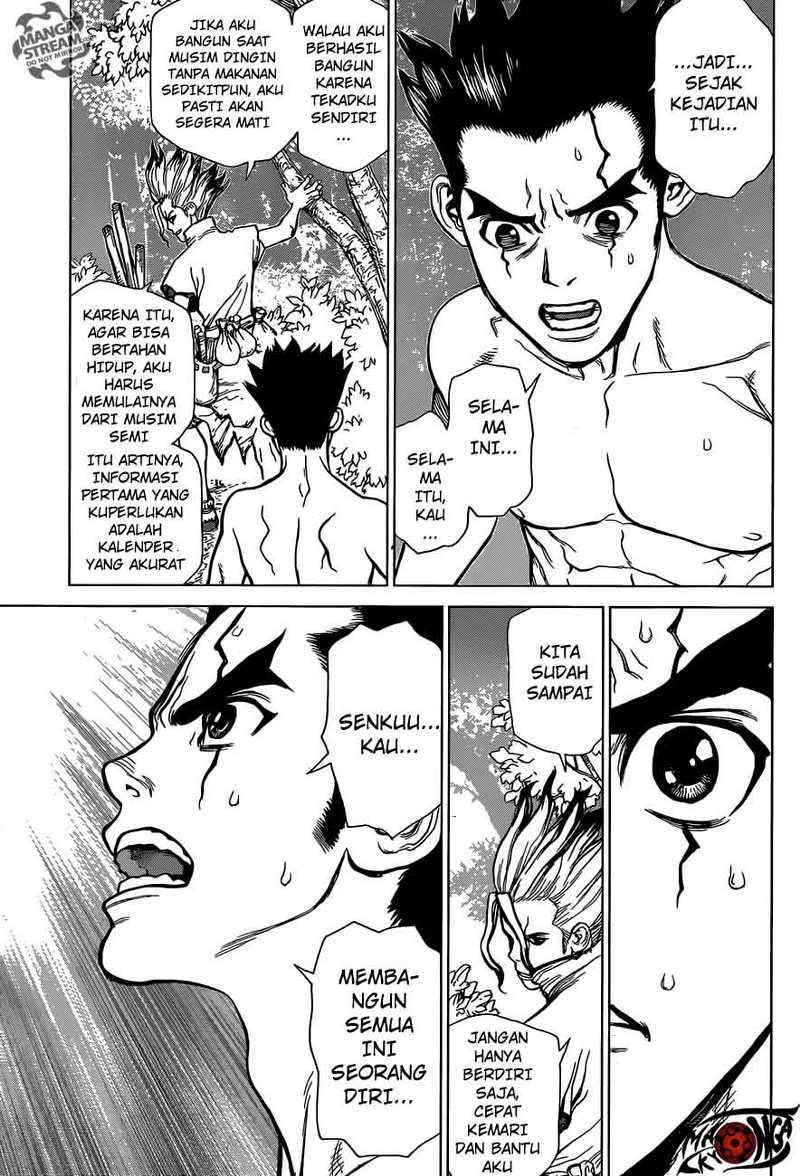 ...JADI...
SEJAK
KEJADIAN
ITU...
SELA-
MA
INI...
SELA-
MA
ITU,
KAU
...
WALAU AKU
BERHASIL
BANGUN
KARENA
TEKADKU
SENDIRI
...
JIKA AKU
BANGUN SAAT
MUSIM DINGIN
TANPA MAKANAN
SEDIKITPUN, AKU
PASTI AKAN
SEGERA MATI
KARENA ITU,
AGAR BISA
BERTAHAN
HIDUP, AKU
HARUS
MEMULAINYA
DARI MUSIM
SEMI
ITU ARTINYA,
INFORMASI
PERTAMA YANG
KUPERLUKAN
ADALAH
KALENDER
YANG AKURAT
KITA
SUDAH
SAMPAI
JANGAN
HANYA
BERDIRI
SAJA,
CEPAT
KEMARI
DAN BANTU
AKU
SENKUU...
KAU...
MEMBA-
NGUN
SEMUA
INI
SEORANG
DIRI...
MANGA
STREAM
DO NOT MIRROR